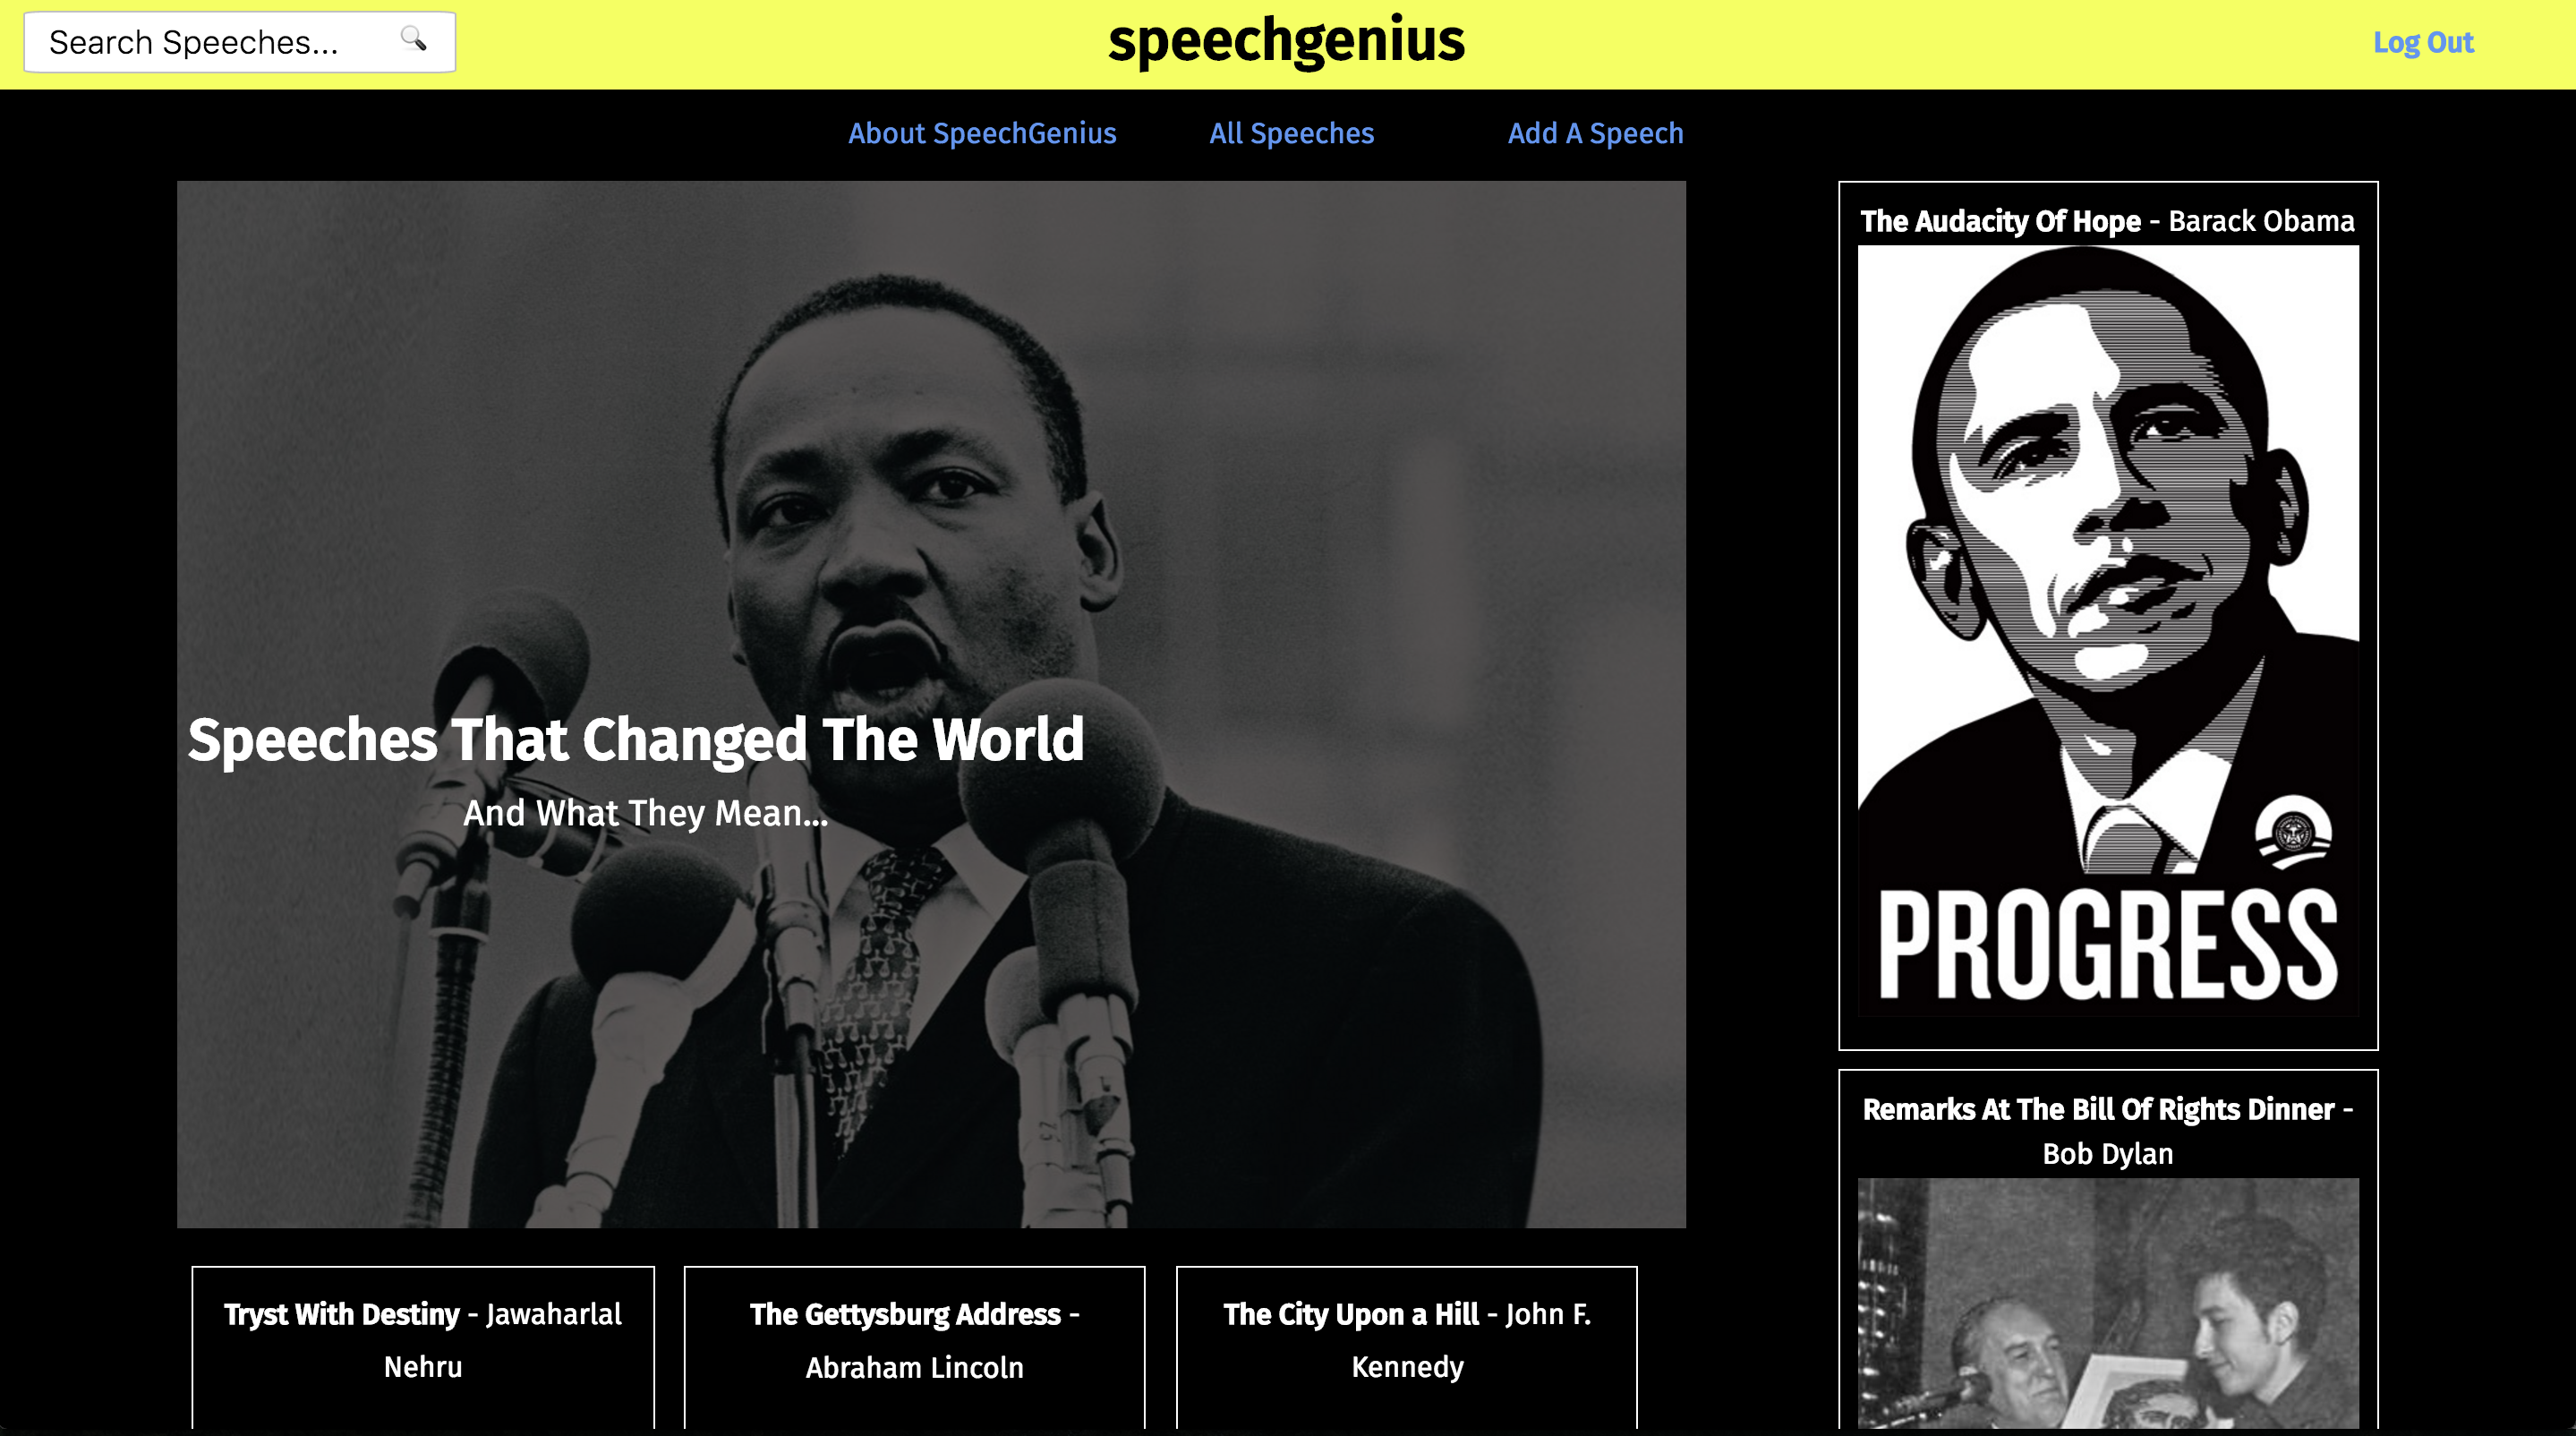 Search Speeches...
speechgenius
Log Out
About SpeechGenius
All Speeches
Add A Speech
Speeches That Changed The World
And What They Mean...
The Audacity Of Hope - Barack Obama
PROGRESS
Remarks At The Bill Of Rights Dinner -
Bob Dylan
Tryst With Destiny - Jawaharlal
Nehru
The Gettysburg Address -
Abraham Lincoln
The City Upon a Hill - John F.
Kennedy